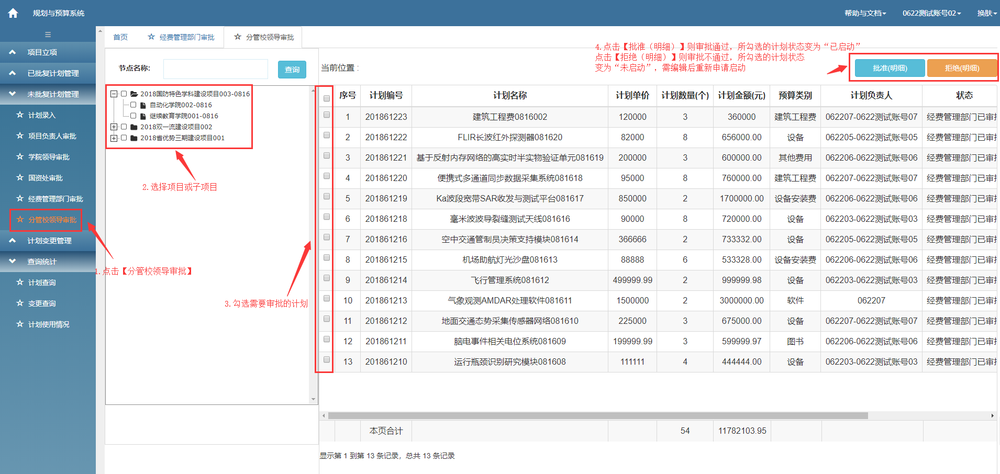 规划与预算系统
帮助与文档 0622测试账号02 换肤
项目立项
已批复计划管理
未批复计划管理
计划录入
项目负责人审批
学院领导审批
国资处审批
经费管理部门审批
分管校领导审批
计划变更管理
查询统计
计划查询
变更查询
计划使用情况
首页 经费管理部门审批 分管校领导审批
节点名称: 查询
2018国防特色学科建设项目003-0816
自动化学院002-0816
继续教育学院001-0816
2018双一流建设项目002
2018省优势三期建设项目001
1.点击【分管校领导审批】
2.选择项目或子项目
3.勾选需要审批的计划
4.点击【批准（明细）】则审批通过，所勾选的计划状态变为“已启动”
点击【拒绝（明细）】则审批不通过，所勾选的计划状态
变为“未启动”，需编辑后重新申请启动
当前位置：
批准(明细) 拒绝(明细)
序号 计划编号 计划名称 计划单价 计划数量(个) 计划金额(元) 预算类别 计划负责人 状态
1 201861223 建筑工程费0816002 120000 3 360000 建筑工程费 062207-0622测试账号07 经费管理部门已审
2 201861222 FLIR长波红外探测器081620 82000 8 656000.00 设备 062205-0622测试账号05 经费管理部门已审
3 201861221 基于反射内存网络的高实时半实物验证单元081619 200000 3 600000.00 其他费用 062206-0622测试账号06 经费管理部门已审
4 201861220 便携式多通道同步数据采集系统081618 95000 8 760000.00 建筑工程费 062207-0622测试账号07 经费管理部门已审
5 201861219 Ka波段宽带SAR收发与测试平台081617 850000 2 1700000.00 设备安装费 062206-0622测试账号06 经费管理部门已审
6 201861218 毫米波波导裂缝测试天线081616 90000 8 720000.00 设备 062203-0622测试账号03 经费管理部门已审
7 201861216 空中交通管制员决策支持模块081614 366666 2 733332.00 设备 062205-0622测试账号05 经费管理部门已审
8 201861215 机场助航灯光沙盘081613 88888 6 533328.00 设备安装费 062206-0622测试账号06 经费管理部门已审
9 201861214 飞行管理系统081612 499999.99 2 999999.98 设备 062203-0622测试账号03 经费管理部门已审
10 201861213 气象观测AMDAR处理软件081611 1500000 2 3000000.00 软件 062207 经费管理部门已审
11 201861212 地面交通态势采集传感器网络081610 225000 3 675000.00 设备 062207-0622测试账号07 经费管理部门已审
12 201861211 脑电事件相关电位系统081609 199999.99 3 599999.97 图书 062206-0622测试账号06 经费管理部门已审
13 201861210 运行瓶颈识别研究模块081608 111111 4 444444.00 设备 062203-0622测试账号03 经费管理部门已审
本页合计 54 11782103.95
显示第 1 到第 13 条记录，总共 13 条记录